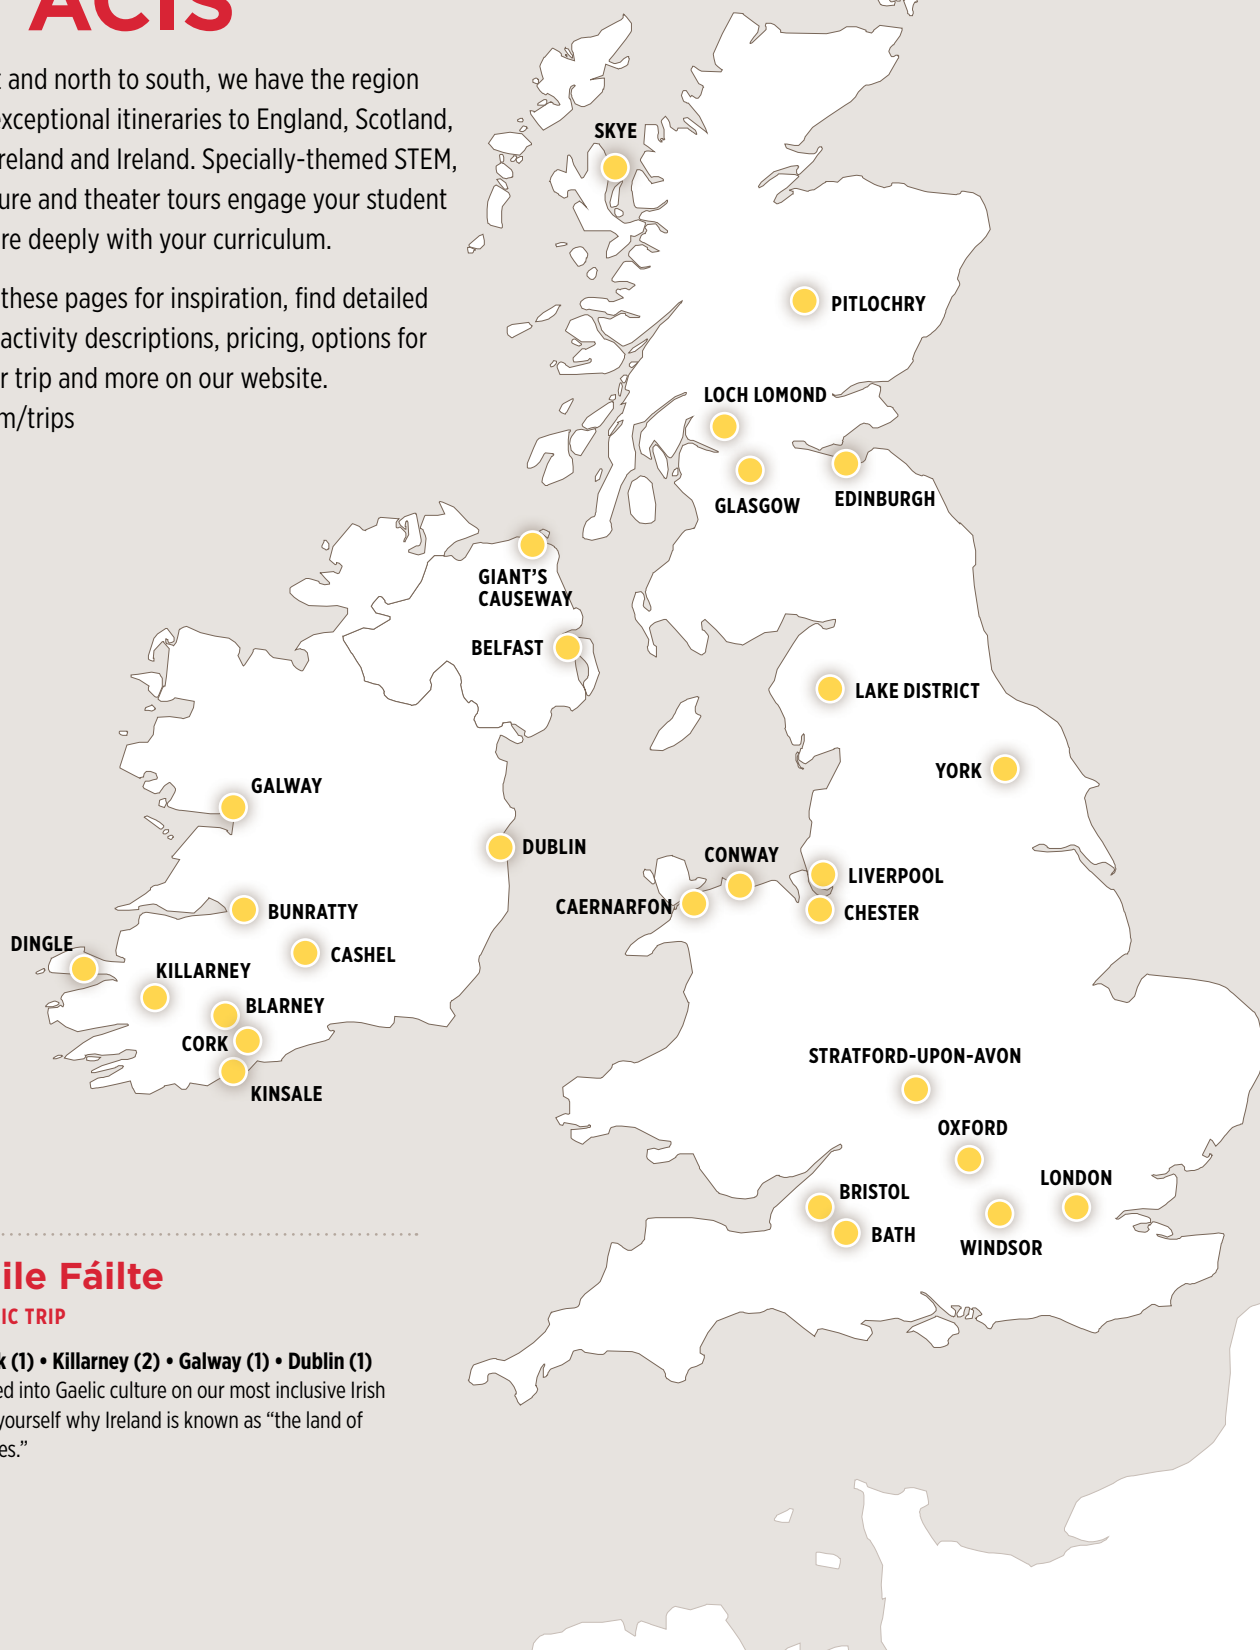 ACIS
and north to south, we have the region
exceptional itineraries to England, Scotland,
reland and Ireland. Specially-themed STEM,
ure and theater tours engage your student
re deeply with your curriculum.
these pages for inspiration, find detailed
activity descriptions, pricing, options for
r trip and more on our website.
m/trips
SKYE
PITLOCHRY
LOCH LOMOND
GLASGOW
EDINBURGH
GIANT’S
CAUSEWAY
BELFAST
LAKE DISTRICT
YORK
GALWAY
DUBLIN
CONWAY
LIVERPOOL
CAERNARFON
CHESTER
BUNRATTY
DINGLE
CASHEL
KILLARNEY
BLARNEY
CORK
KINSALE
STRATFORD-UPON-AVON
OXFORD
LONDON
BRISTOL
BATH
WINDSOR
ile Fáilte
IC TRIP
k (1) • Killarney (2) • Galway (1) • Dublin (1)
ed into Gaelic culture on our most inclusive Irish
yourself why Ireland is known as “the land of
es.”